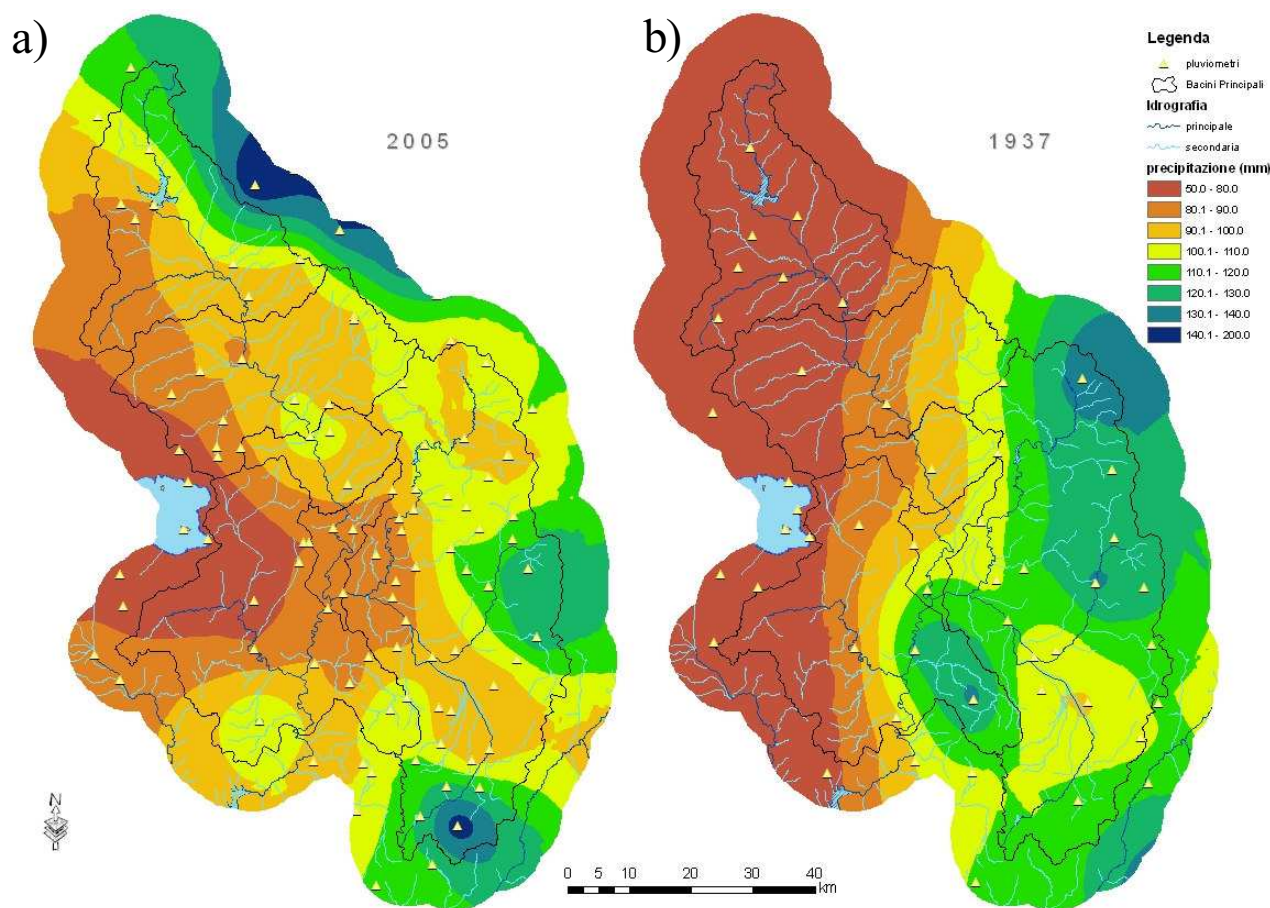 a)
2005
b)
1937
Legenda
pluviometri
Bacini Principali
Idrografia
principale
secondaria
precipitazione (mm)
50.0 - 80.0
80.1 - 90.0
90.1 - 100.0
100.1 - 110.0
110.1 - 120.0
120.1 - 130.0
130.1 - 140.0
140.1 - 200.0
N
0 5 10 20 30 40
km